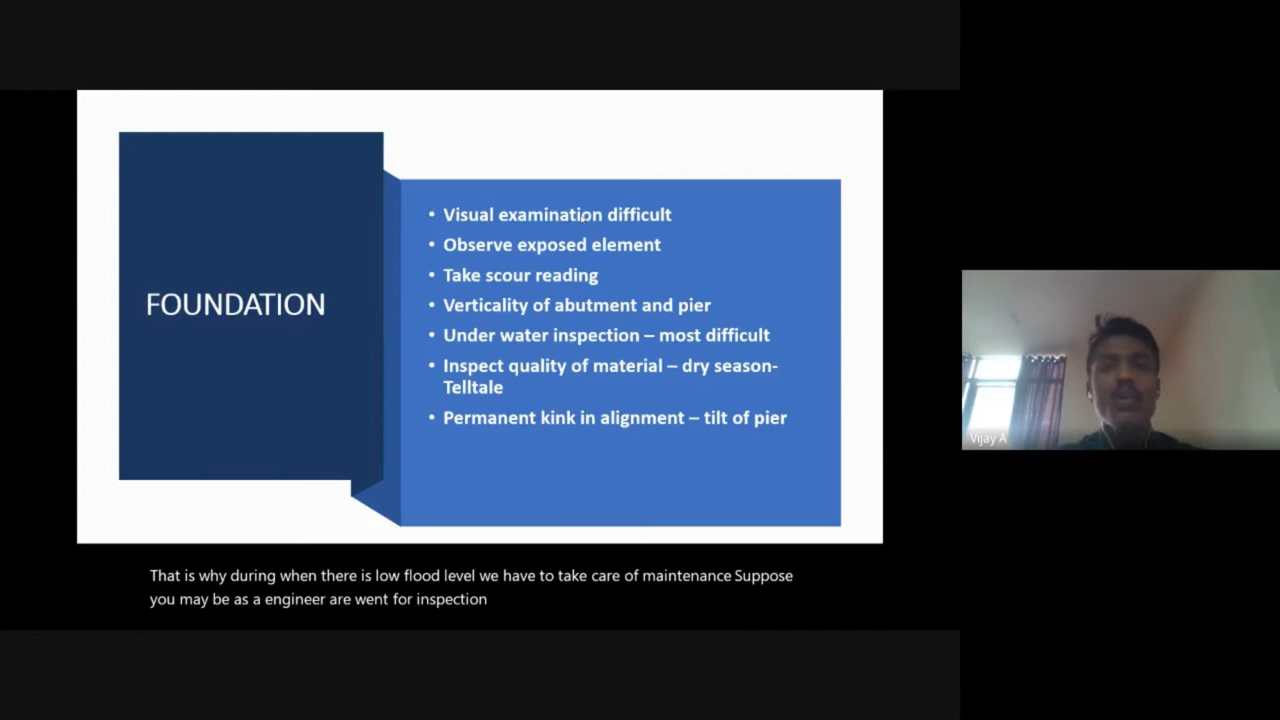 FOUNDATION
• Visual examination difficult
• Observe exposed element
• Take scour reading
• Verticality of abutment and pier
• Under water inspection – most difficult
• Inspect quality of material – dry season-
Telltale
• Permanent kink in alignment – tilt of pier
Vijay A
That is why during when there is low flood level we have to take care of maintenance Suppose
you may be as a engineer are went for inspection